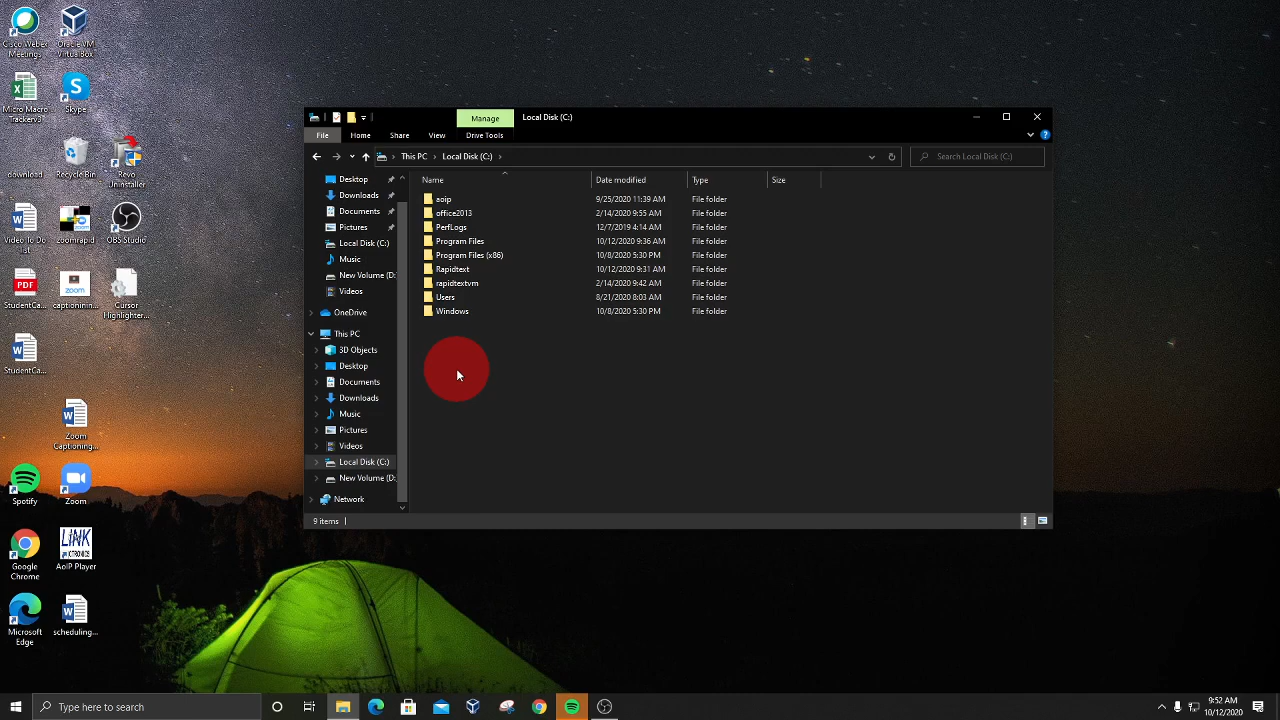 Cisco Webex
Meetings
Oracle VM
VirtualBox
Micro Macro
Trackerv3
Skype
download
Recycle Bin
Revo
Uninstaller
Video To Do
zoomrapid
OBS Studio
PDF
StudentCa...
zoom
captioninin...
Cursor
Highlighter...
StudentCa...
Zoom
Captioning...
Spotify
Zoom
Google
Chrome
LINK
AoIP Player
Microsoft
Edge
scheduling...
Manage
Local Disk (C:)
File
Home
Share
View
Drive Tools
This PC
Local Disk (C:)
Search Local Disk (C:)
Desktop
Downloads
Documents
Pictures
Local Disk (C:)
Music
New Volume (D:
Videos
OneDrive
This PC
3D Objects
Desktop
Documents
Downloads
Music
Pictures
Videos
Local Disk (C:)
New Volume (D:
Network
Name Date modified Type Size
aoip 9/25/2020 11:39 AM File folder
office2013 2/14/2020 9:55 AM File folder
PerfLogs 12/7/2019 4:14 AM File folder
Program Files 10/12/2020 9:36 AM File folder
Program Files (x86) 10/8/2020 5:30 PM File folder
Rapidtext 10/12/2020 9:31 AM File folder
rapidtextvm 2/14/2020 9:42 AM File folder
Users 8/21/2020 8:03 AM File folder
Windows 10/8/2020 5:30 PM File folder
9 items
Type here to search
9:52 AM
10/12/2020